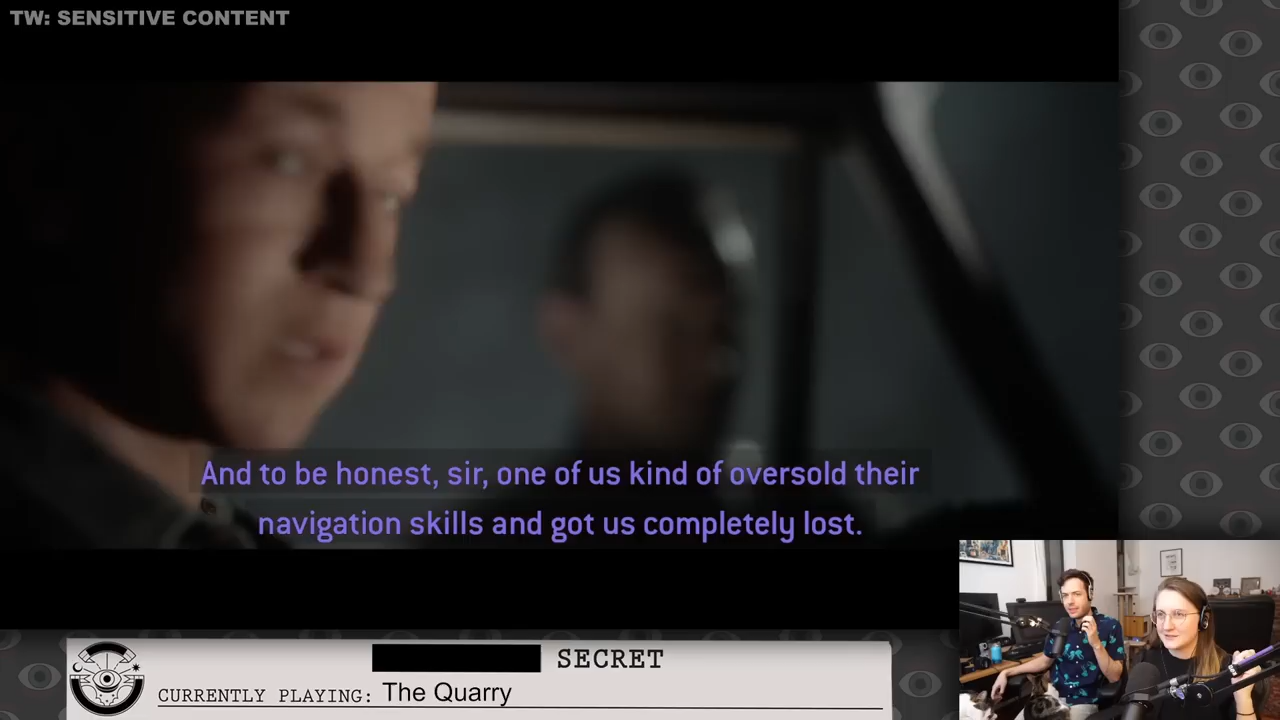 TW: SENSITIVE CONTENT
And to be honest, sir, one of us kind of oversold their
navigation skills and got us completely lost.
SECRET
CURRENTLY PLAYING: The Quarry